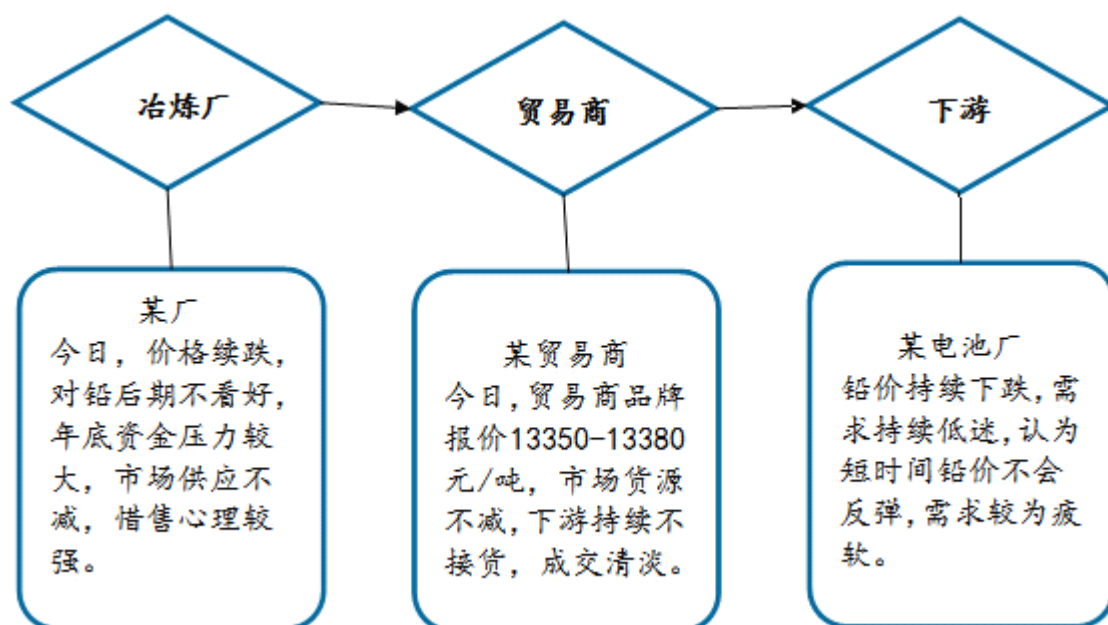 冶炼厂
贸易商
下游
某厂
今日，价格续跌，
对铅后期不看好，
年底资金压力较
大，市场供应不
减，惜售心理较
强。
某贸易商
今日，贸易商品牌
报价13350-13380
元/吨，市场货源
不减，下游持续不
接货，成交清淡。
某电池厂
铅价持续下跌，需
求持续低迷，认为
短时间铅价不会
反弹，需求较为疲
软。